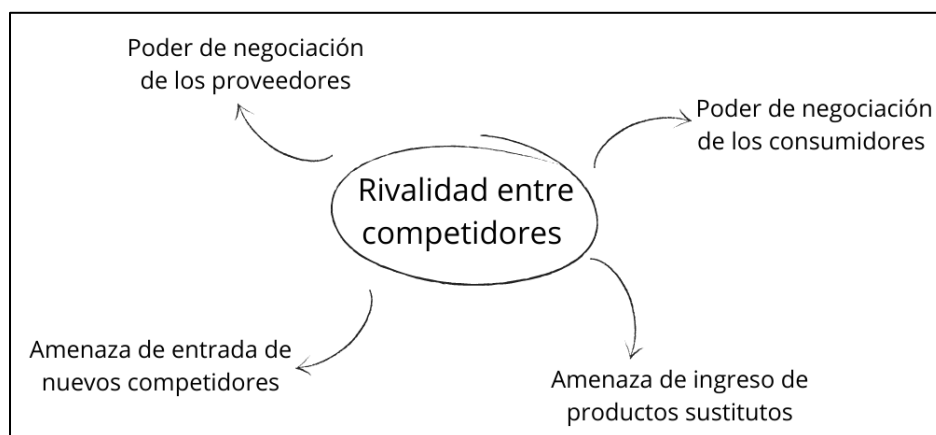 Poder de negociación
de los proveedores
Poder de negociación
de los consumidores
Rivalidad entre
competidores
Amenaza de entrada de
nuevos competidores
Amenaza de ingreso de
productos sustitutos